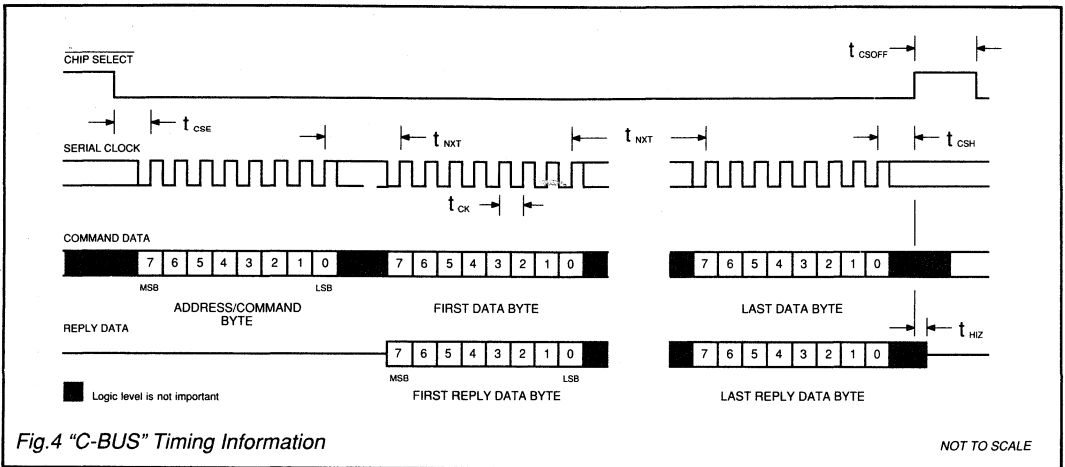 CHIP SELECT
t CSOFF
t CSE
t NXT
t NXT
t CSH
SERIAL CLOCK
t CK
COMMAND DATA
7 6 5 4 3 2 1 0
7 6 5 4 3 2 1 0
7 6 5 4 3 2 1 0
MSB
LSB
ADDRESS/COMMAND
BYTE
FIRST DATA BYTE
LAST DATA BYTE
REPLY DATA
t HIZ
7 6 5 4 3 2 1 0
7 6 5 4 3 2 1 0
MSB
LSB
FIRST REPLY DATA BYTE
LAST REPLY DATA BYTE
Logic level is not important
Fig.4 "C-BUS" Timing Information
NOT TO SCALE